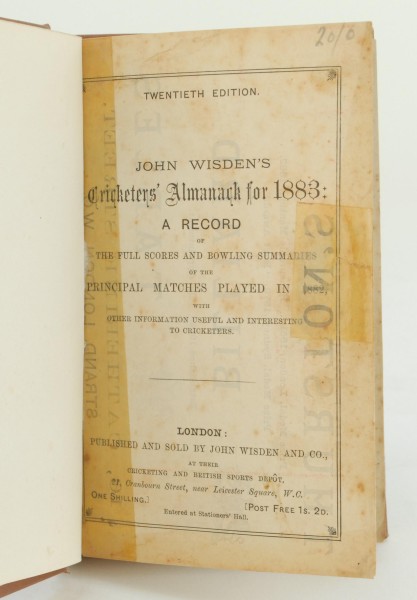 20/0
TWENTIETH EDITION.
JOHN WISDEN'S
Cricketers' Almanack for 1883:
A RECORD
OF
THE FULL SCORES AND BOWLING SUMMARIES
OF THE
PRINCIPAL MATCHES PLAYED IN 1882,
WITH
OTHER INFORMATION USEFUL AND INTERESTING
TO CRICKETERS.
LONDON:
PUBLISHED AND SOLD BY JOHN WISDEN AND CO.,
AT THEIR
CRICKETING AND BRITISH SPORTS DEPÔT,
21, Cranbourn Street, near Leicester Square, W.C.
ONE SHILLING.] [POST FREE 1S. 2D.
Entered at Stationers' Hall.